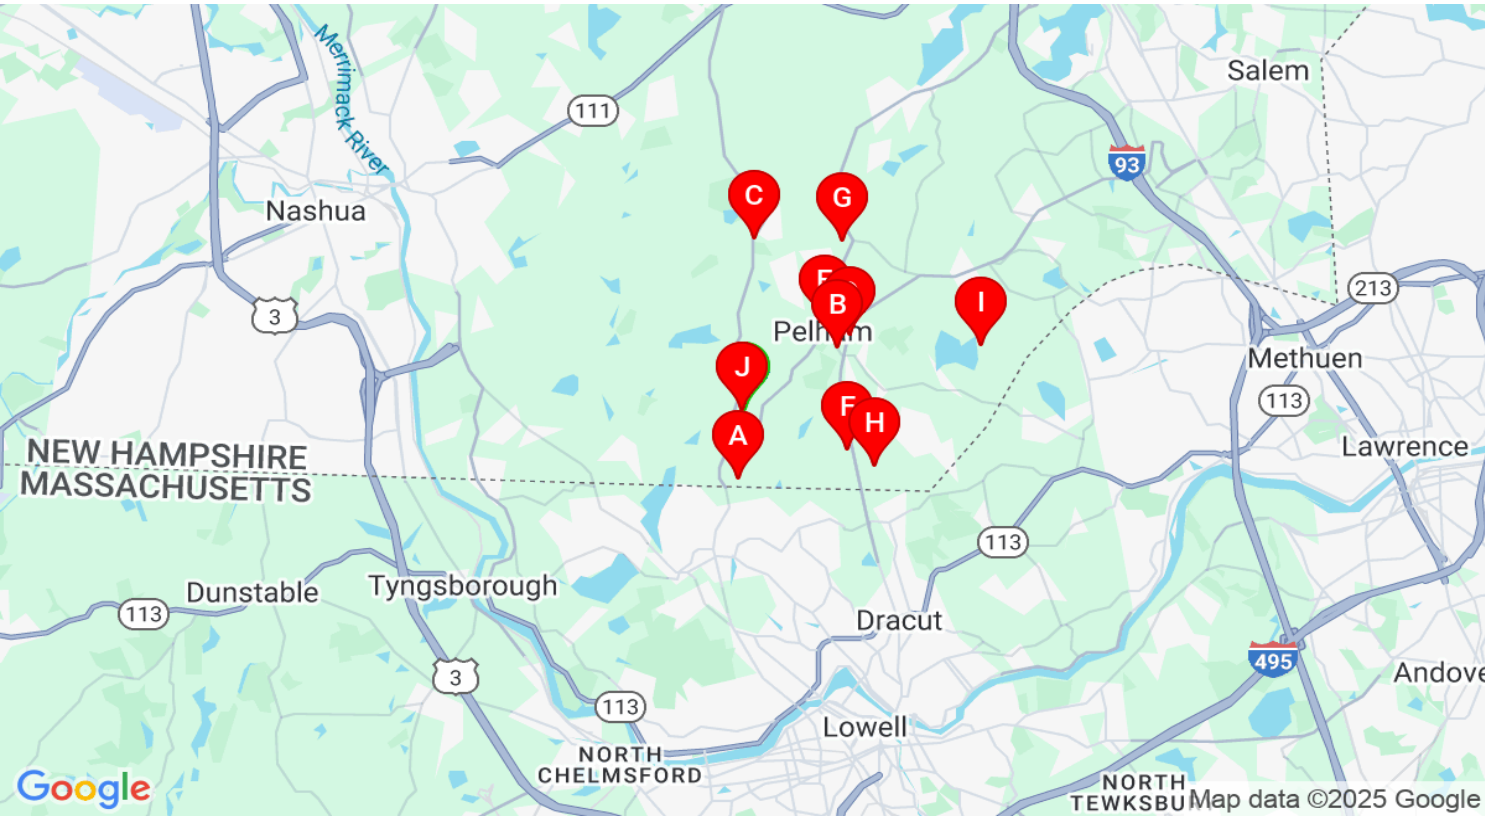 Salem
111
Merrimack River
93
C
G
Nashua
E
B
I
213
3
Pelham
Methuen
J
F
H
113
A
NEW HAMPSHIRE
MASSACHUSETTS
Lawrence
113
Dunstable
Tyngsborough
113
Dracut
495
3
Andove
113
Lowell
NORTH
CHELMSFORD
Google
NORTH
TEWKSBU
Map data ©2025 Google